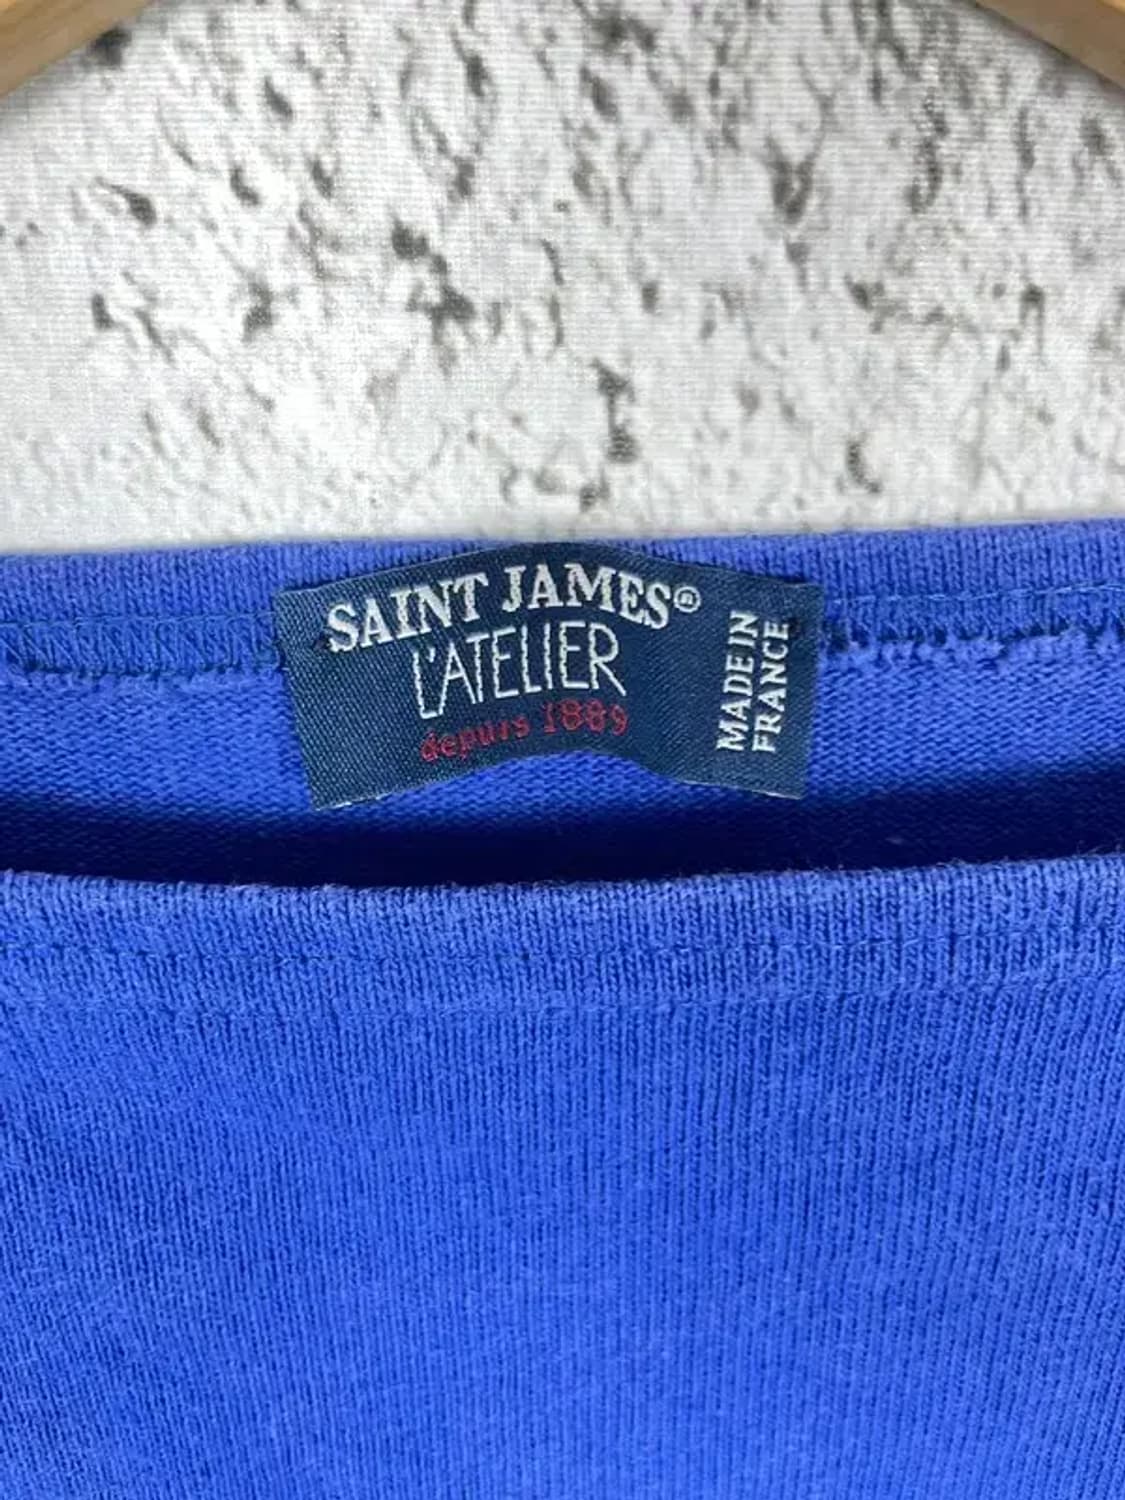 SAINT JAMES®
L'ATELIER
depuis 1889
MADE IN
FRANCE